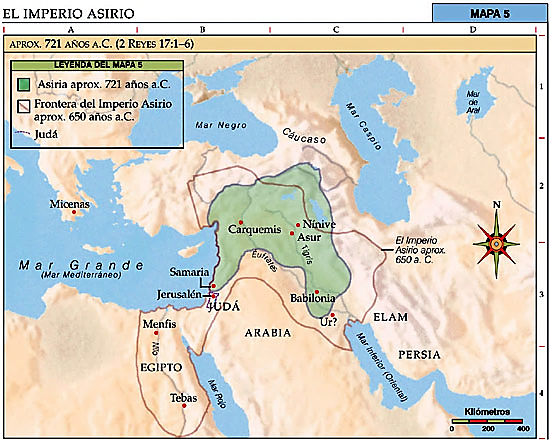 EL IMPERIO ASIRIO
MAPA 5
A B C D
APROX. 721 AÑOS A.C. (2 REYES 17:1–6)
LEYENDA DEL MAPA 5
Asiria aprox. 721 años a.C.
Frontera del Imperio Asirio
aprox. 650 años a.C.
Judá
1
Mar
de
Aral
Mar Negro
Cáucaso
Mar Caspio
2
Micenas
Carquemis
Nínive
Asur
N
El Imperio
Asirio aprox.
650 a. C.
Tigris
Eufrates
Mar Grande
(Mar Mediterráneo)
Samaria
Jerusalén
JUDÁ
Babilonia
3
Ur?
ELAM
Menfis
ARABIA
PERSIA
Nilo
EGIPTO
Mar Inferior (Oriental)
Mar Rojo
Tebas
4
Kilómetros
0 200 400